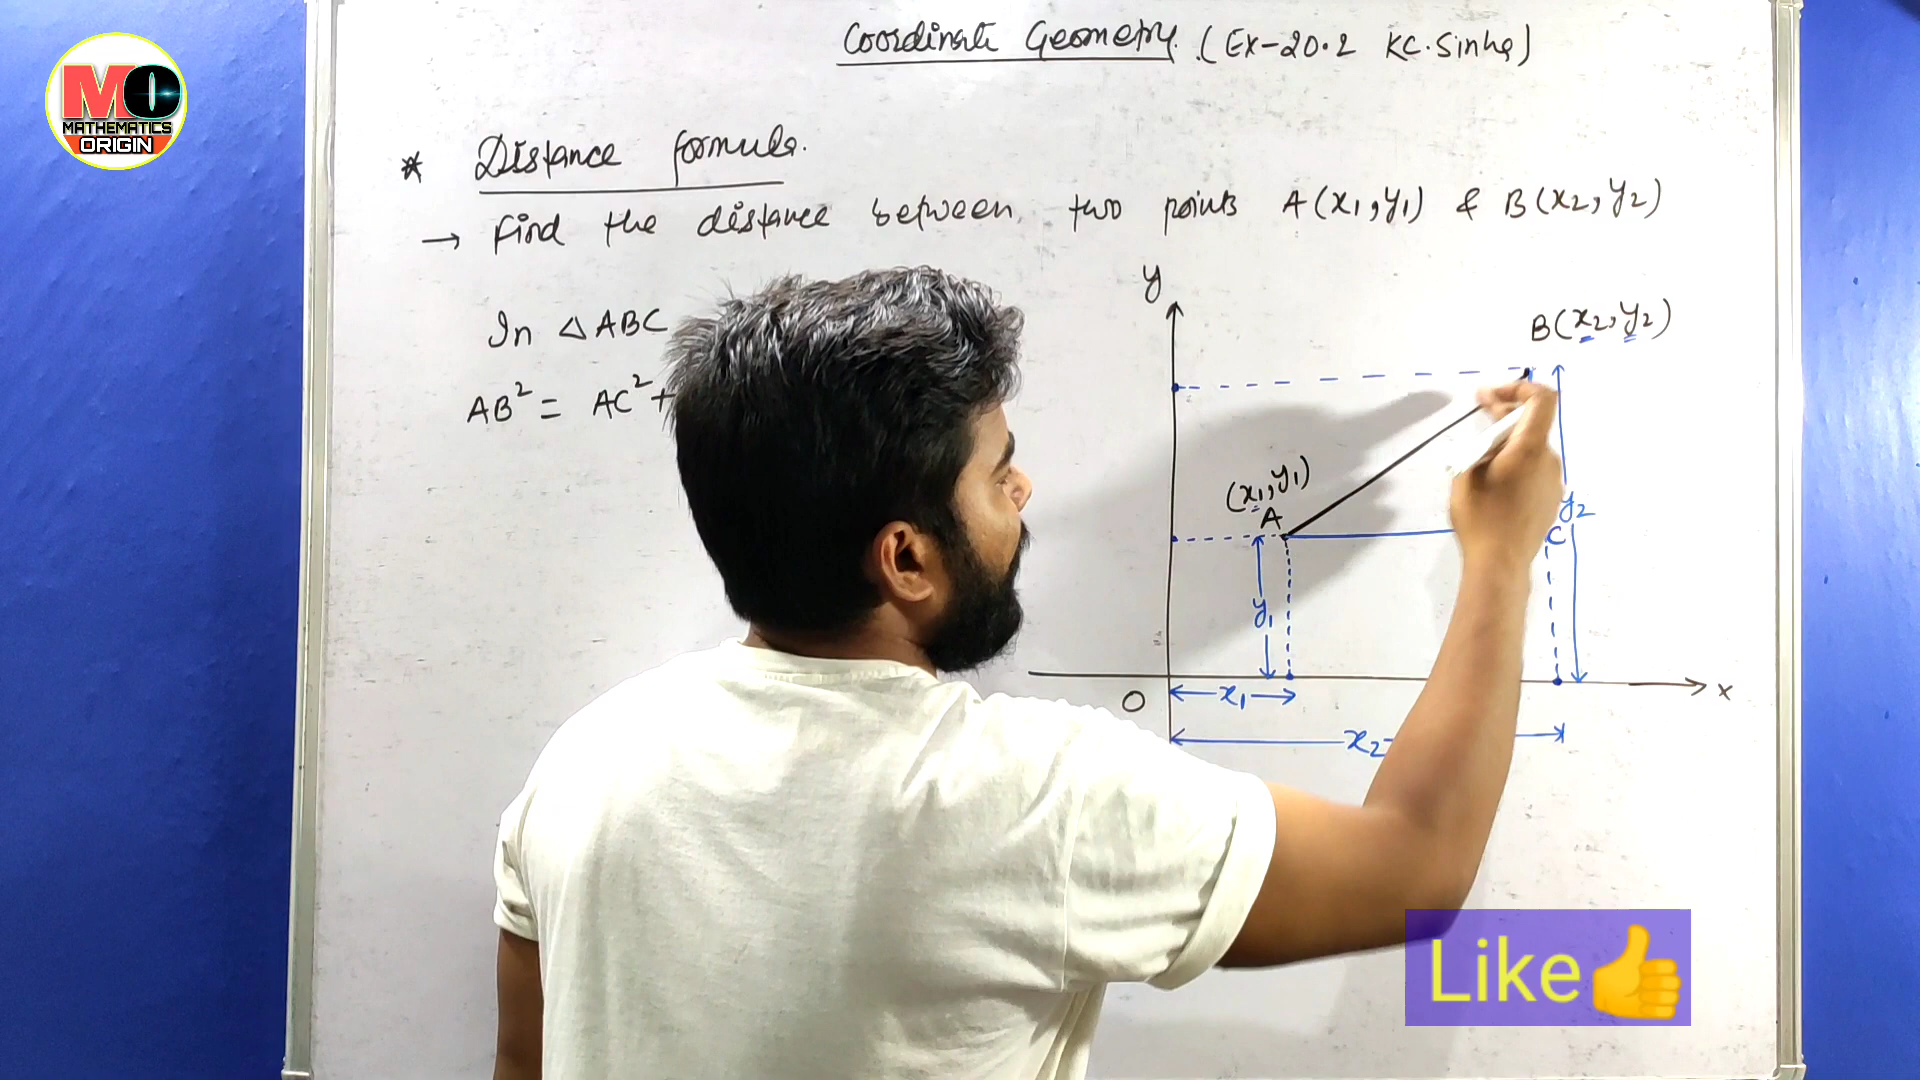 MO
MATHEMATICS
ORIGIN
Coordinate Geometry. (Ex-20.2 KC.Sinha)
* Distance formula.
→ Find the distance between two points A(x1,y1) & B(x2,y2)
In △ABC
AB² = AC² +
y
B(x2,y2)
(x1,y1)
A
y2
C
y1
O
x1
x
x2
Like👍